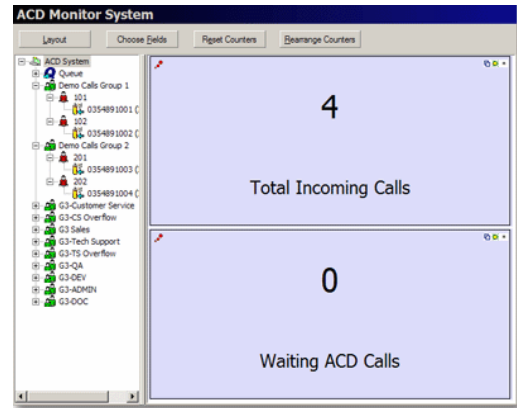 ACD Monitor System
Layout
Choose Fields
Reset Counters
Rearrange Counters
ACD System
Queue
Demo Calls Group 1
101
0354891001 (
102
0354891002 (
Demo Calls Group 2
201
0354891003 (
202
0354891004 (
G3-Customer Service
G3-CS Overflow
G3 Sales
G3-Tech Support
G3-TS Overflow
G3-QA
G3-DEV
G3-ADMIN
G3-DOC
4
Total Incoming Calls
0
Waiting ACD Calls